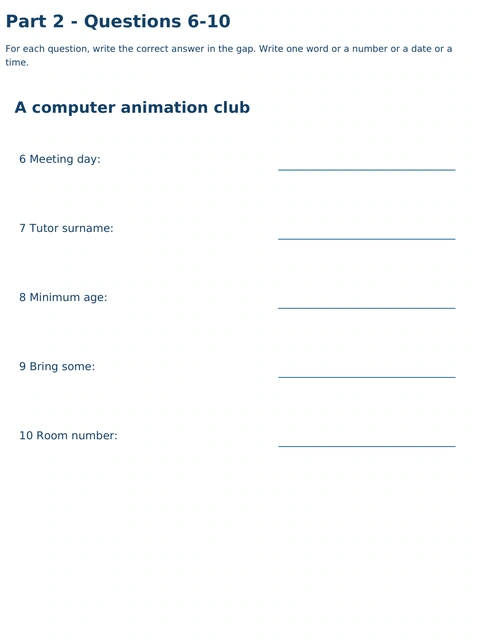 Part 2 - Questions 6-10
For each question, write the correct answer in the gap. Write one word or a number or a date or a
time.
A computer animation club
6 Meeting day:
7 Tutor surname:
8 Minimum age:
9 Bring some:
10 Room number: